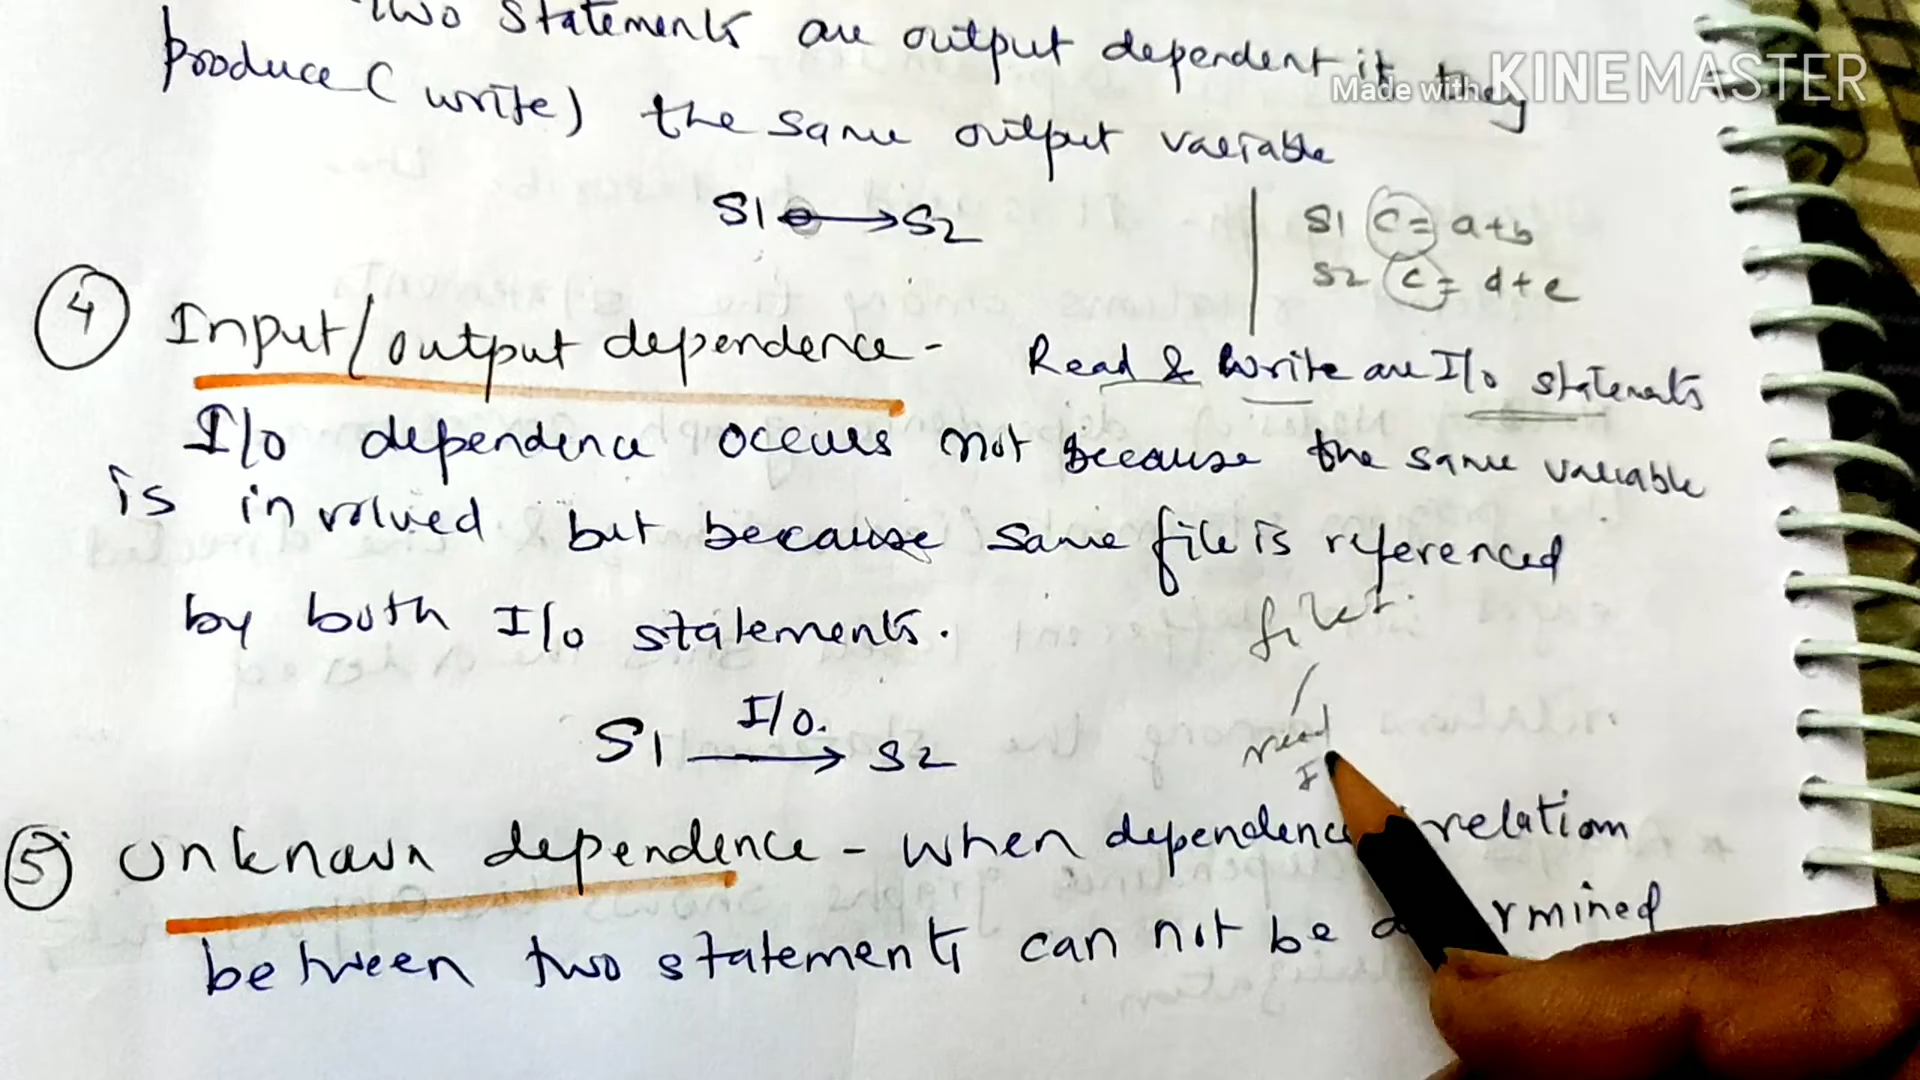 Two statements are output dependent if they
Made with KINEMASTER
produce (write) the same output variable
S1 → S2
S1 C = a+b
S2 C = d+e
④ Input/output dependence -
Read & Write are I/o statements
I/o dependence occurs not because the same variable
is involved but because same file is referenced
by both I/o statements.
I/o.
S1 → S2
read
I
⑤ Unknown dependence - when dependence relation
between two statements can not be